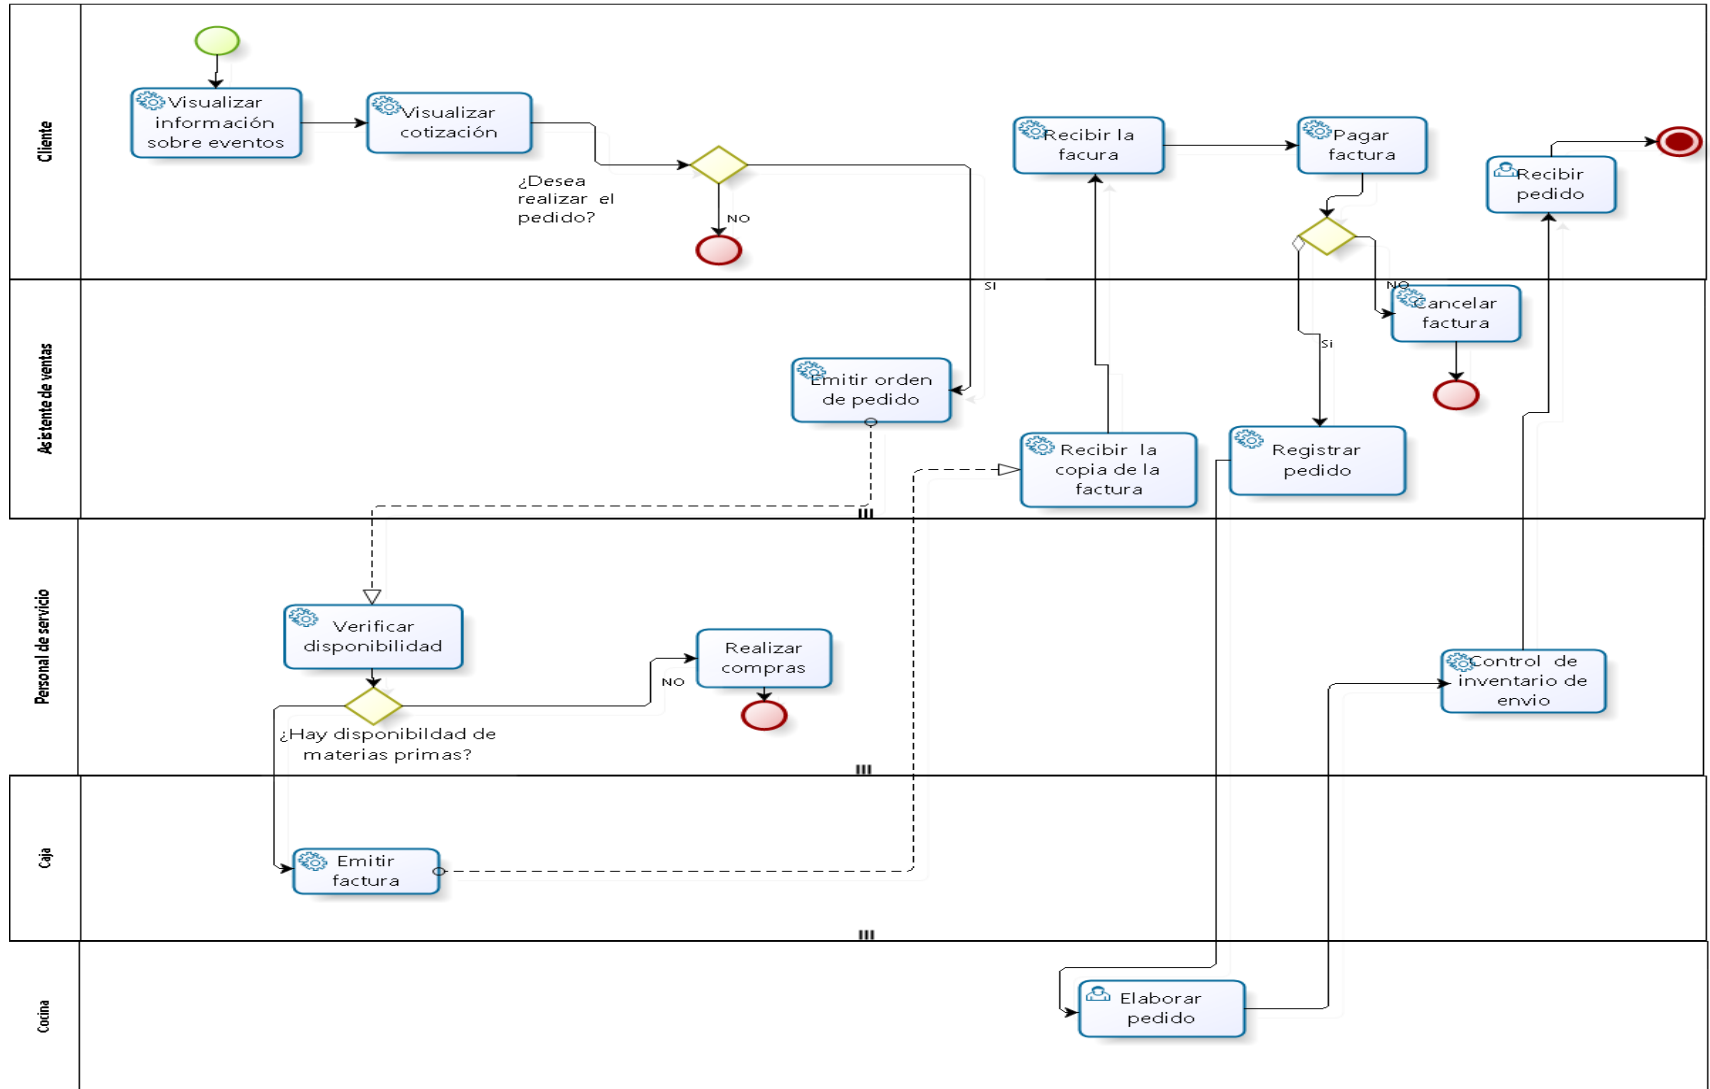 Cliente
Visualizar
información
sobre eventos
Visualizar
cotización
¿Desea
realizar el
pedido?
NO
SI
Recibir la
facura
Pagar
factura
Recibir
pedido
Asistente de ventas
Emitir orden
de pedido
Recibir la
copia de la
factura
Si
Registrar
pedido
NO
Cancelar
factura
Personal de servicio
Verificar
disponibilidad
¿Hay disponibildad de
materias primas?
NO
Realizar
compras
Control de
inventario de
envio
Caja
Emitir
factura
Cocina
Elaborar
pedido